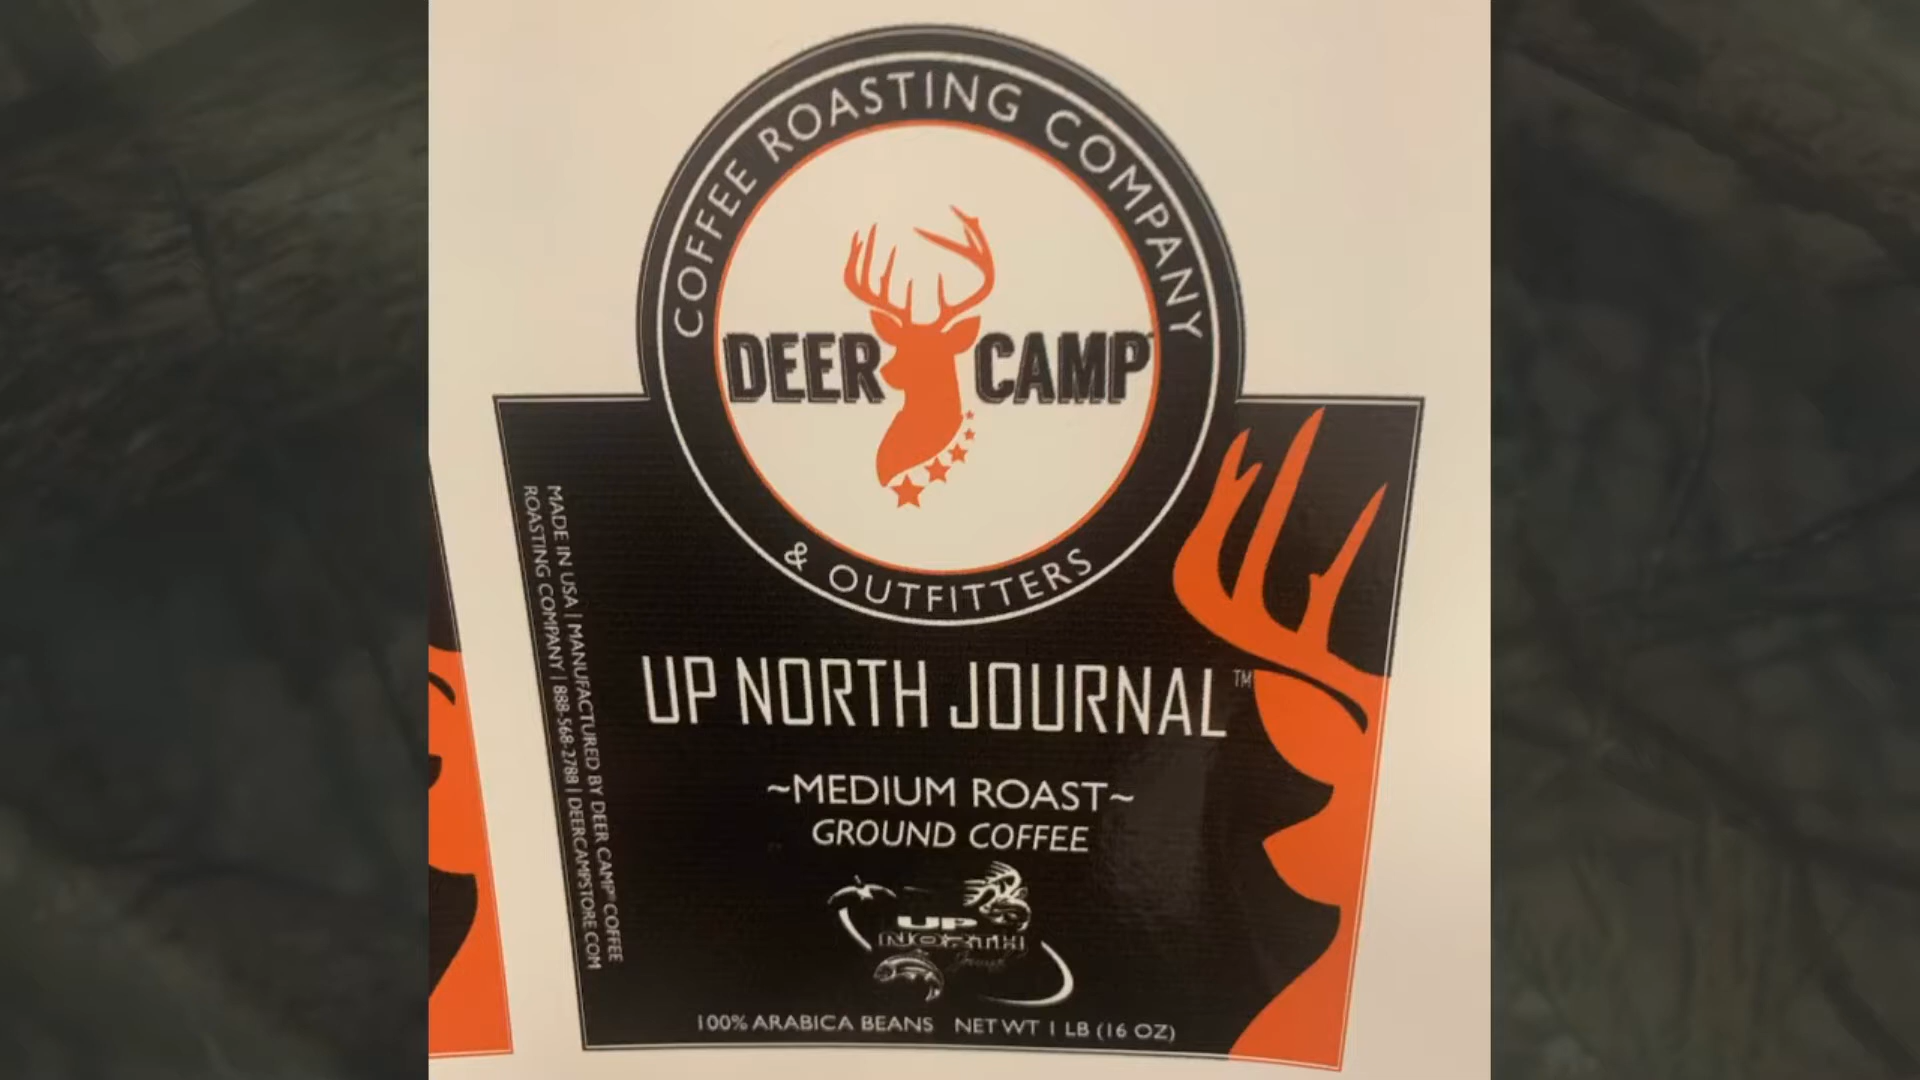 COFFEE ROASTING COMPANY
DEER CAMP
& OUTFITTERS
UP NORTH JOURNAL™
~MEDIUM ROAST~
GROUND COFFEE
UP
NORTH
Journal
100% ARABICA BEANS NET WT 1 LB (16 OZ)
MADE IN USA | MANUFACTURED BY DEER CAMP® COFFEE
ROASTING COMPANY | 888-568-2788 | DEERCAMPSTORE.COM